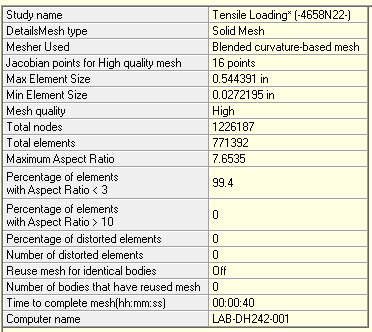 Study name Tensile Loading* (-4658N22-)
DetailsMesh type Solid Mesh
Mesher Used Blended curvature-based mesh
Jacobian points for High quality mesh 16 points
Max Element Size 0.544391 in
Min Element Size 0.0272195 in
Mesh quality High
Total nodes 1226187
Total elements 771392
Maximum Aspect Ratio 7.6535
Percentage of elements
with Aspect Ratio < 3 99.4
Percentage of elements
with Aspect Ratio > 10 0
Percentage of distorted elements 0
Number of distorted elements 0
Reuse mesh for identical bodies Off
Number of bodies that have reused mesh 0
Time to complete mesh(hh:mm:ss) 00:00:40
Computer name LAB-DH242-001